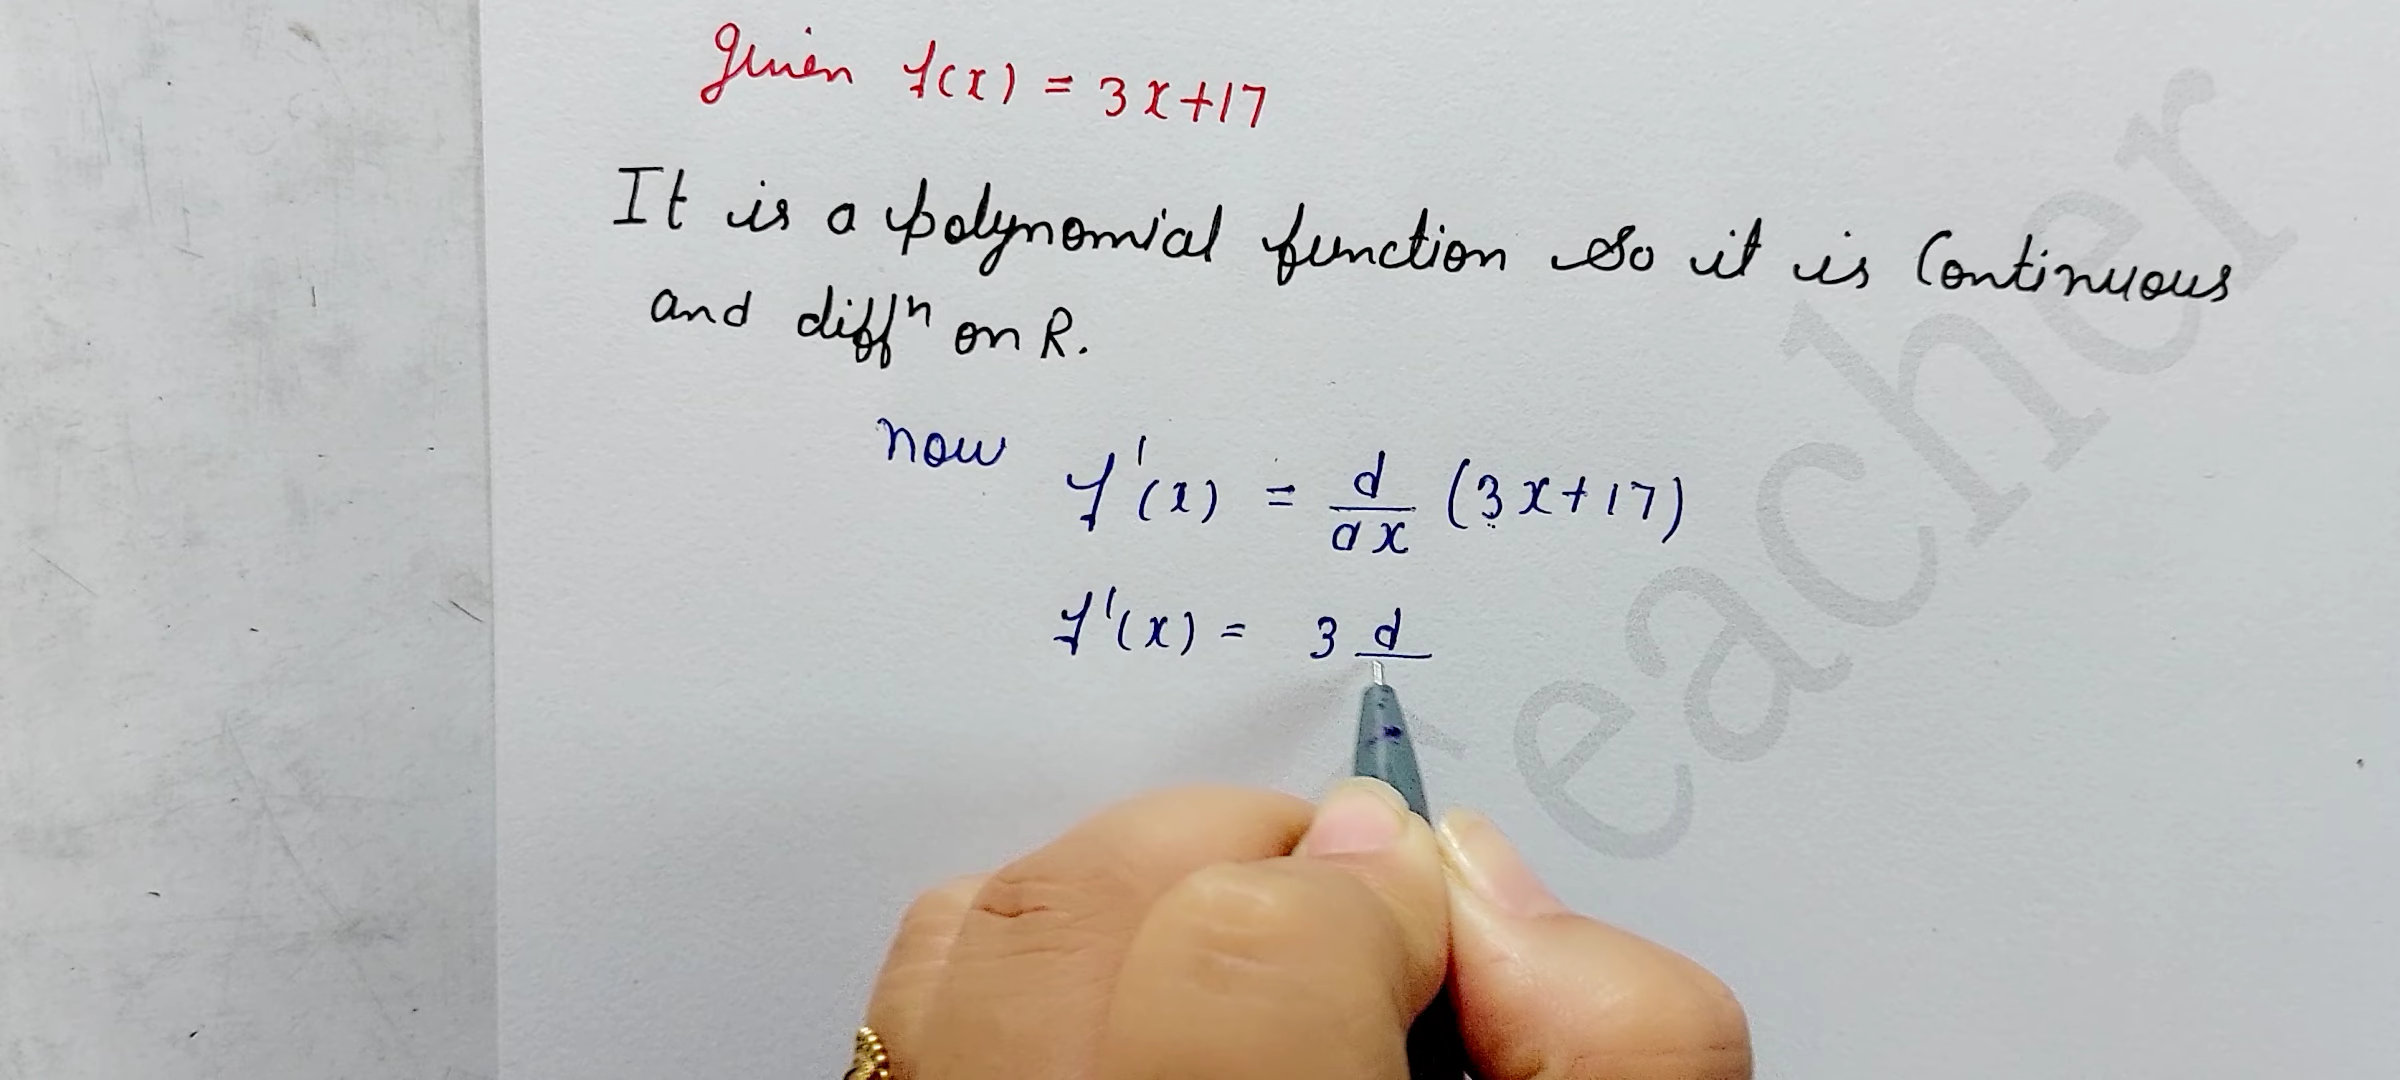 Given f(x) = 3x+17
It is a polynomial function so it is Continuous
and diffⁿ on R.
now f'(x) = d/dx (3x+17)
f'(x) = 3 d
eacher